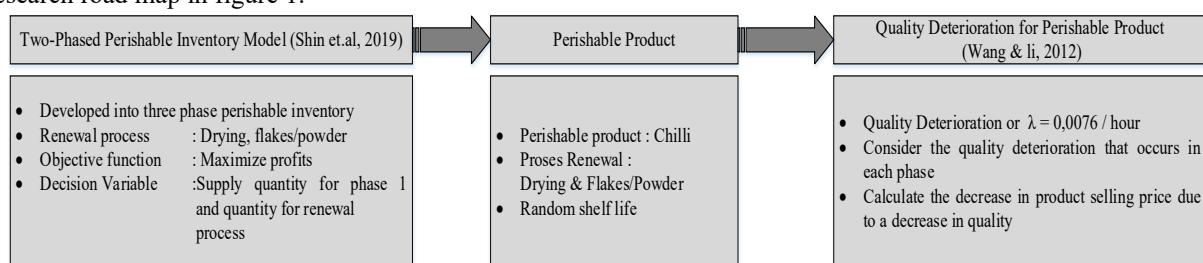 esearch road map in figure 1.
Two-Phased Perishable Inventory Model (Shin et.al, 2019)
Perishable Product
Quality Deterioration for Perishable Product
(Wang & li, 2012)
• Developed into three phase perishable inventory
• Renewal process : Drying, flakes/powder
• Objective function : Maximize profits
• Decision Variable :Supply quantity for phase 1
and quantity for renewal
process
• Perishable product : Chilli
• Proses Renewal :
Drying & Flakes/Powder
• Random shelf life
• Quality Deterioration or λ = 0,0076 / hour
• Consider the quality deterioration that occurs in
each phase
• Calculate the decrease in product selling price due
to a decrease in quality